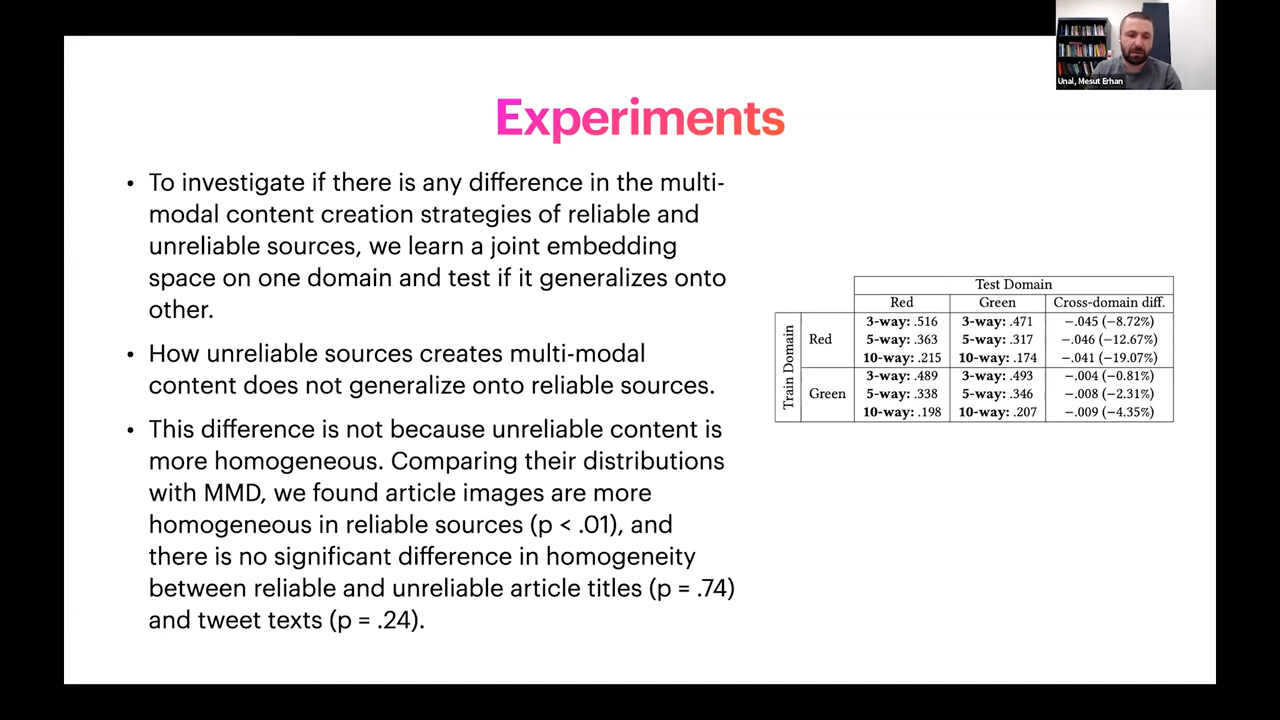 Unal, Mesut Erhan
Experiments
• To investigate if there is any difference in the multi-
modal content creation strategies of reliable and
unreliable sources, we learn a joint embedding
space on one domain and test if it generalizes onto
other.
• How unreliable sources creates multi-modal
content does not generalize onto reliable sources.
• This difference is not because unreliable content is
more homogeneous. Comparing their distributions
with MMD, we found article images are more
homogeneous in reliable sources (p < .01), and
there is no significant difference in homogeneity
between reliable and unreliable article titles (p = .74)
and tweet texts (p = .24).
Test Domain
Red Green Cross-domain diff.
Train Domain
Red
3-way: .516 3-way: .471 −.045 (−8.72%)
5-way: .363 5-way: .317 −.046 (−12.67%)
10-way: .215 10-way: .174 −.041 (−19.07%)
Green
3-way: .489 3-way: .493 −.004 (−0.81%)
5-way: .338 5-way: .346 −.008 (−2.31%)
10-way: .198 10-way: .207 −.009 (−4.35%)